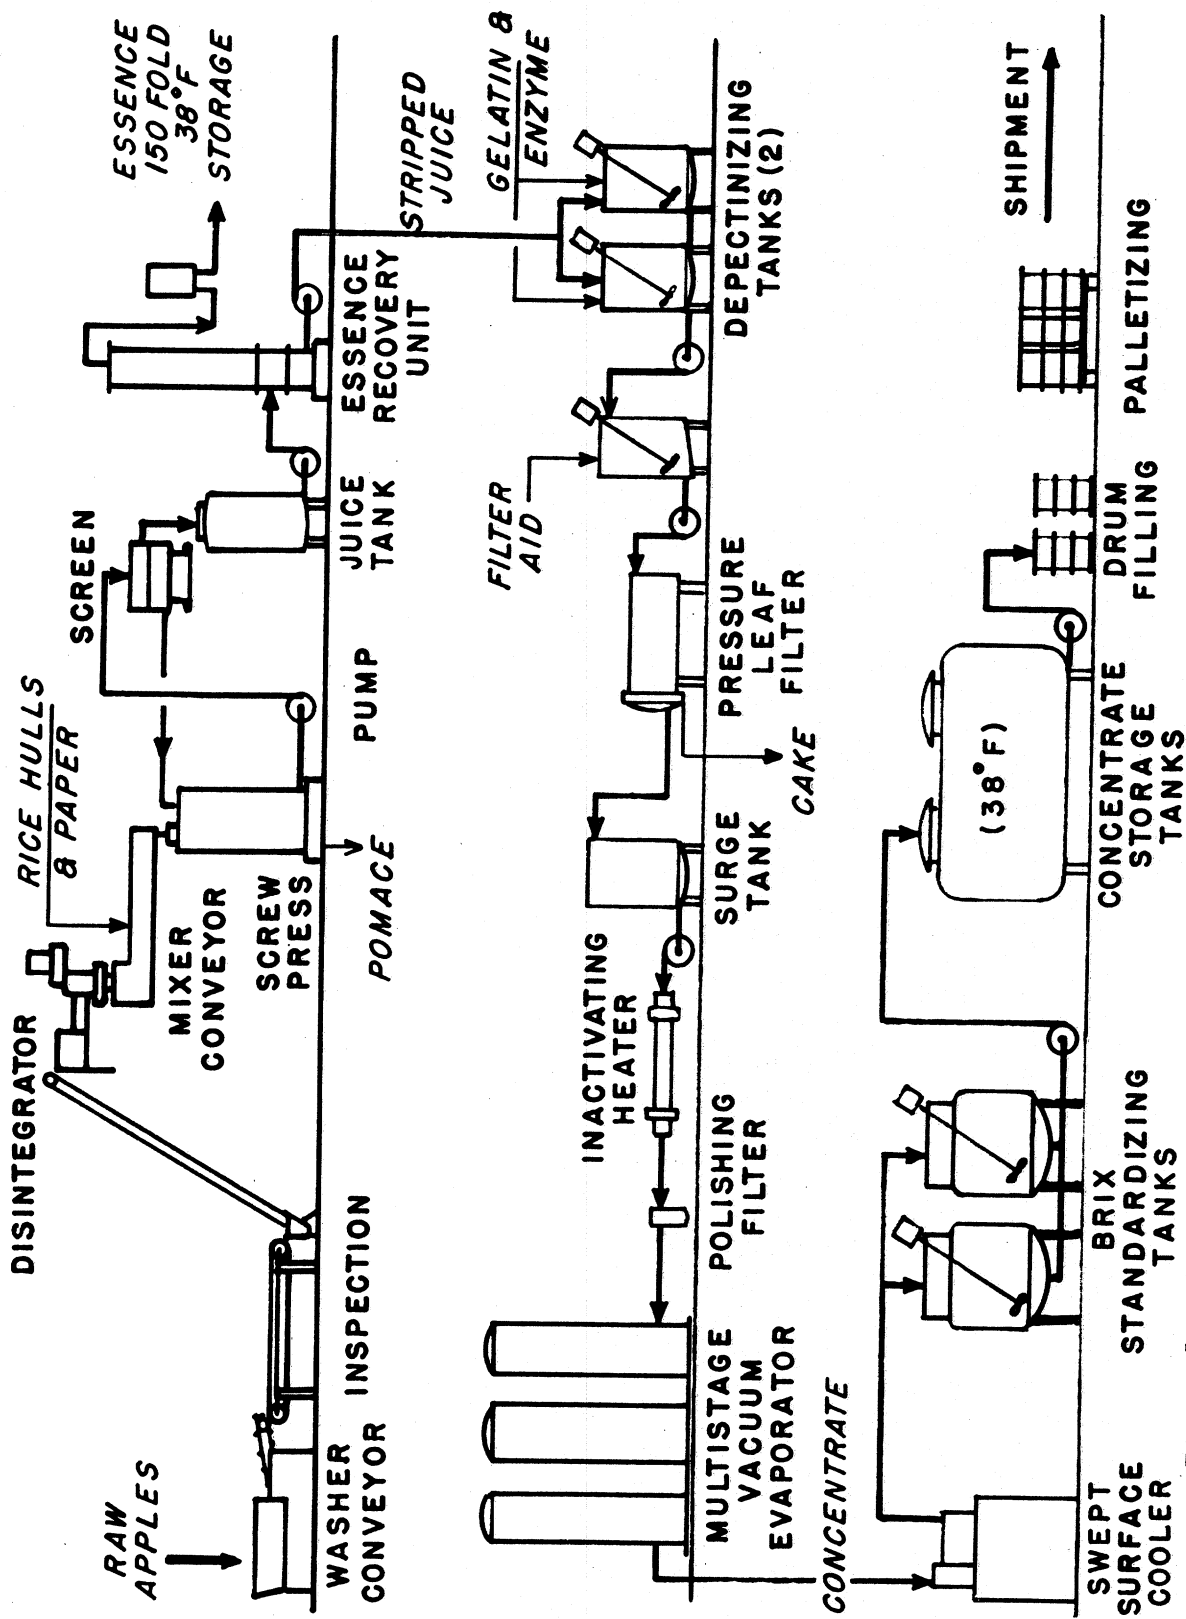 RAW
APPLES
WASHER
CONVEYOR
INSPECTION
DISINTEGRATOR
RICE HULLS
& PAPER
MIXER
CONVEYOR
SCREW
PRESS
POMACE
PUMP
SCREEN
JUICE
TANK
ESSENCE
RECOVERY
UNIT
ESSENCE
150 FOLD
38°F
STORAGE
STRIPPED
JUICE
GELATIN &
ENZYME
DEPECTINIZING
TANKS (2)
FILTER
AID
PRESSURE
LEAF
FILTER
CAKE
SURGE
TANK
INACTIVATING
HEATER
POLISHING
FILTER
MULTISTAGE
VACUUM
EVAPORATOR
CONCENTRATE
SWEPT
SURFACE
COOLER
BRIX
STANDARDIZING
TANKS
(38°F)
CONCENTRATE
STORAGE
TANKS
DRUM
FILLING
PALLETIZING
SHIPMENT